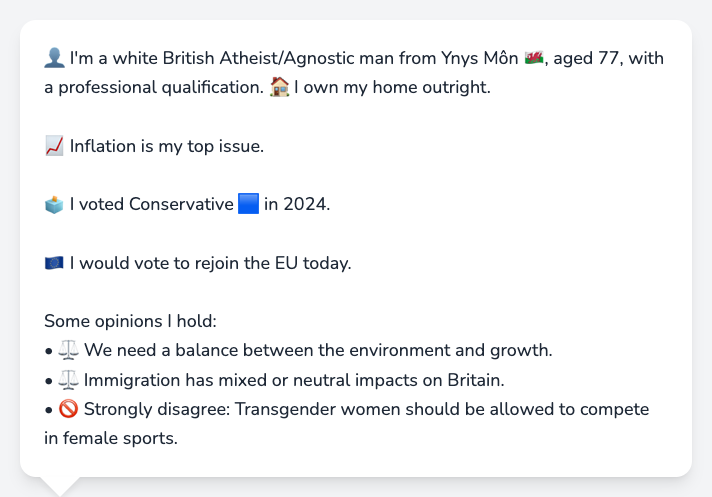 👤 I'm a white British Atheist/Agnostic man from Ynys Môn 🏴󠁧󠁢󠁷󠁬󠁳󠁿, aged 77, with
a professional qualification. 🏠 I own my home outright.
📈 Inflation is my top issue.
🗳️ I voted Conservative 🟦 in 2024.
🇪🇺 I would vote to rejoin the EU today.
Some opinions I hold:
• ⚖️ We need a balance between the environment and growth.
• ⚖️ Immigration has mixed or neutral impacts on Britain.
• 🚫 Strongly disagree: Transgender women should be allowed to compete
in female sports.